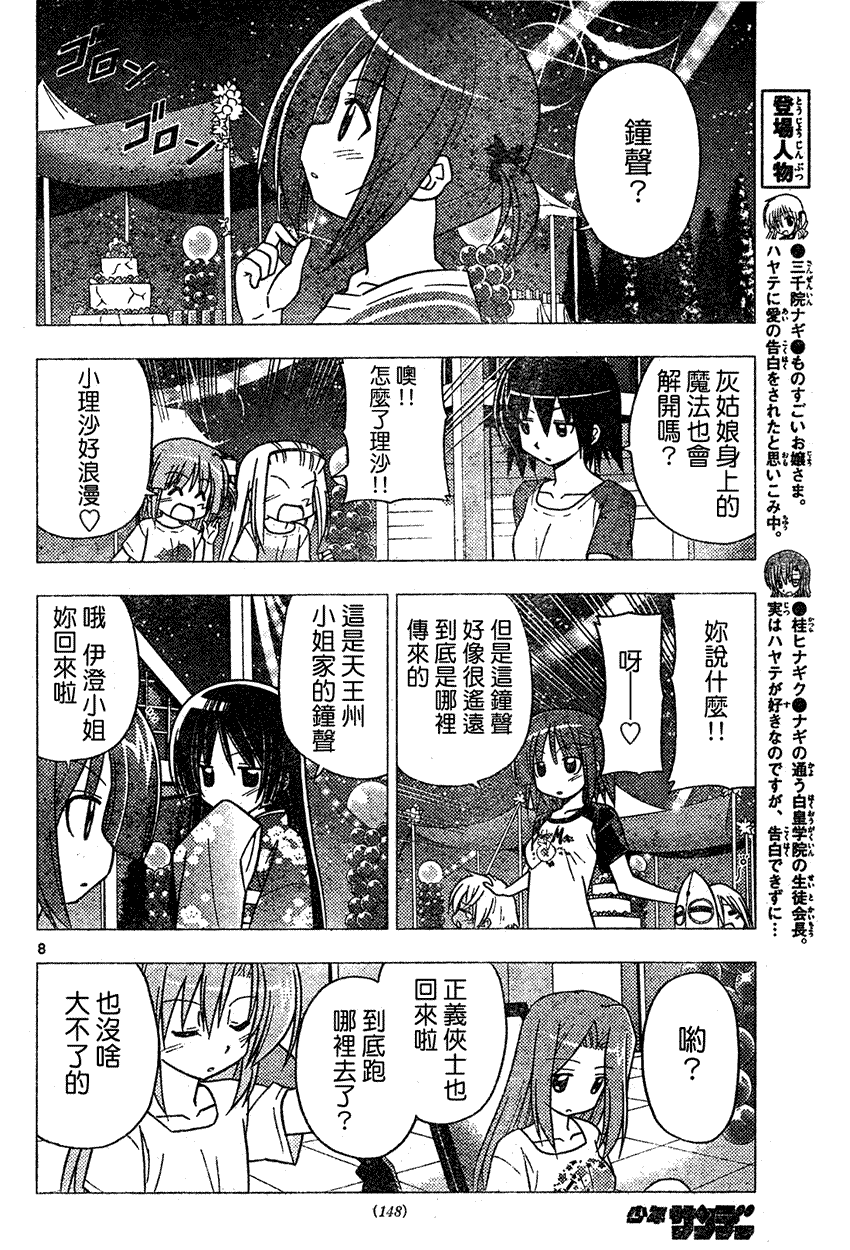 登場人物
とうじょうじんぶつ
●三千院ナギ●ものすごいお嬢さま。
ハヤテに愛の告白をされたと思いこみ中。
●桂ヒナギク●ナギの通う白皇学院の生徒会長。
実はハヤテが好きなのですが、告白できずに…
鐘聲？
ゴロン
ゴロン
灰姑娘身上的
魔法也會
解開嗎？
噢!!
怎麼了理沙!!
小理沙好浪漫♡
妳說什麼!!
呀──♡
但是這鐘聲
好像很遙遠
到底是哪裡
傳來的
這是天王州
小姐家的鐘聲
哦 伊澄小姐
妳回來啦
8
喲？
正義俠士也
回來啦
到底跑
哪裡去了？
也沒啥
大不了的
(148)
少年サンデー